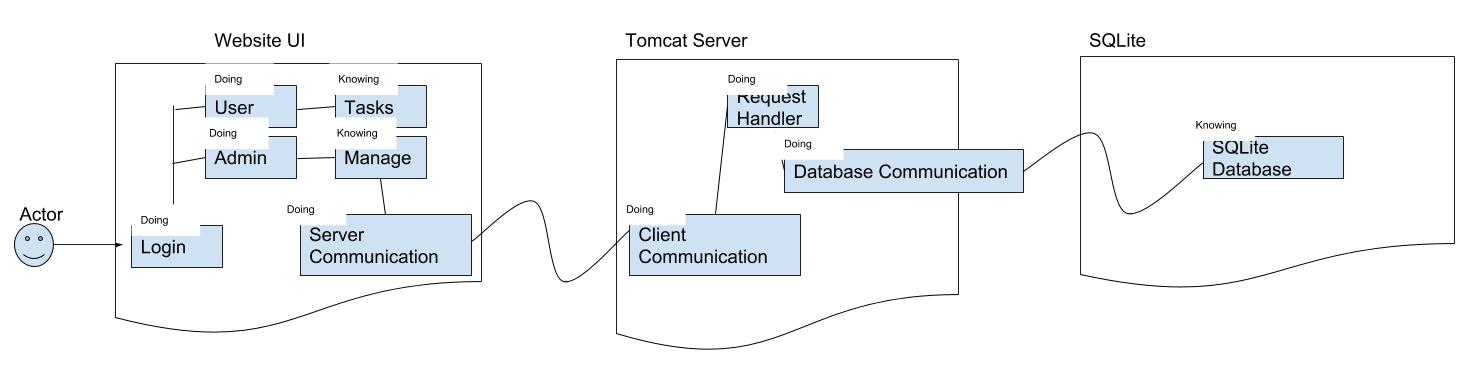 Website UI
Tomcat Server
SQLite
Doing
User
Knowing
Tasks
Doing
Admin
Knowing
Manage
Actor
Doing
Login
Doing
Server
Communication
Doing
Request
Handler
Doing
Database Communication
Doing
Client
Communication
Knowing
SQLite
Database